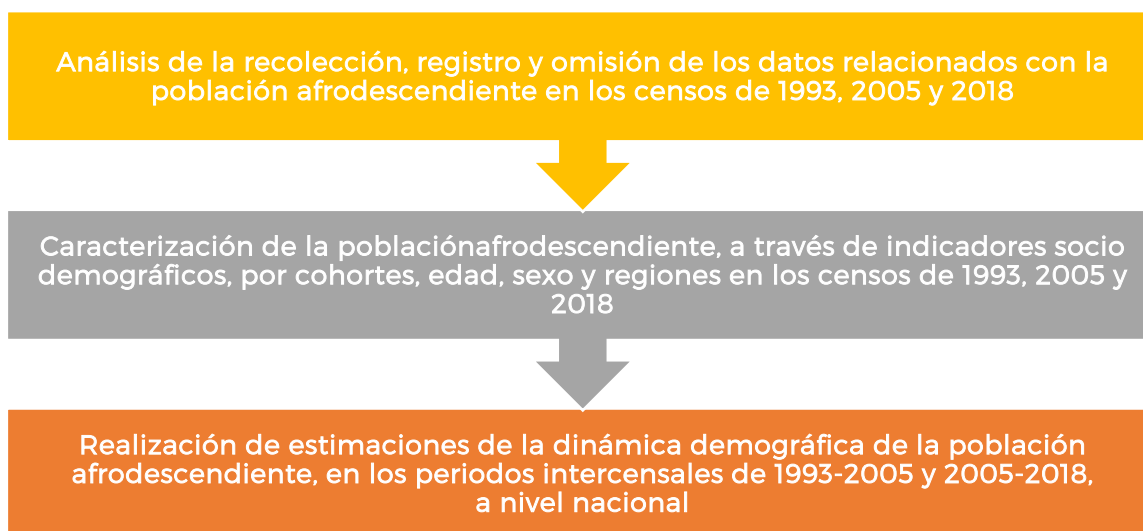 Análisis de la recolección, registro y omisión de los datos relacionados con la
población afrodescendiente en los censos de 1993, 2005 y 2018
Caracterización de la poblaciónafrodescendiente, a través de indicadores socio
demográficos, por cohortes, edad, sexo y regiones en los censos de 1993, 2005 y
2018
Realización de estimaciones de la dinámica demográfica de la población
afrodescendiente, en los periodos intercensales de 1993-2005 y 2005-2018,
a nivel nacional